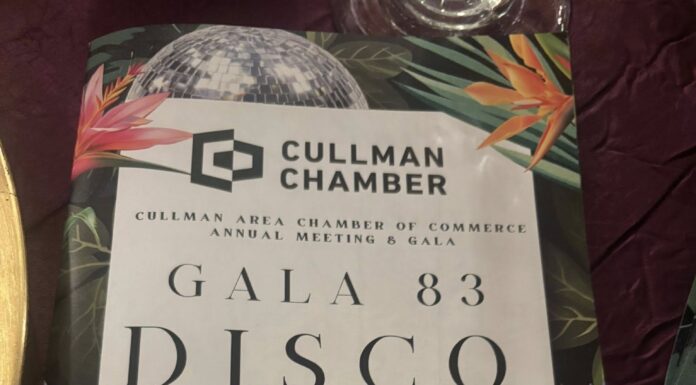 CULLMAN
CHAMBER
CULLMAN AREA CHAMBER OF COMMERCE
ANNUAL MEETING & GALA
GALA 83
DISCO